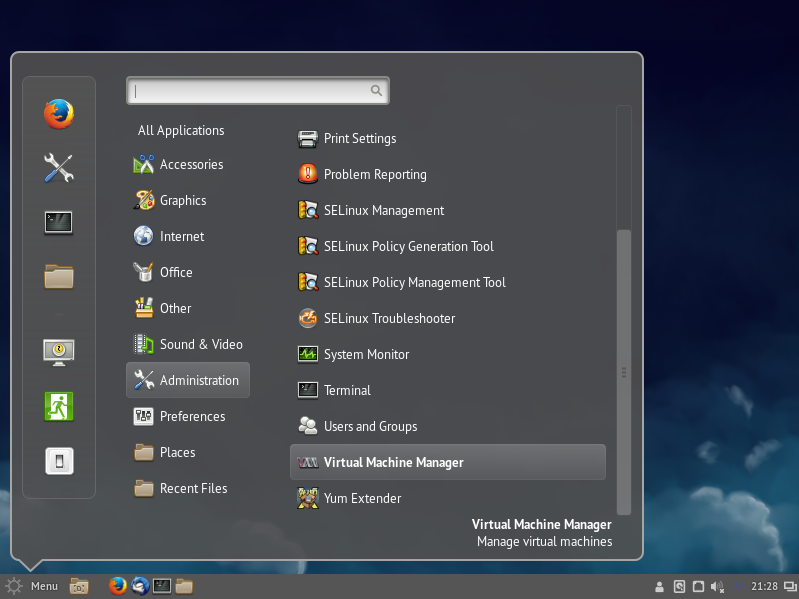 All Applications
Accessories
Graphics
Internet
Office
Other
Sound & Video
Administration
Preferences
Places
Recent Files
Print Settings
Problem Reporting
SELinux Management
SELinux Policy Generation Tool
SELinux Policy Management Tool
SELinux Troubleshooter
System Monitor
Terminal
Users and Groups
Virtual Machine Manager
Yum Extender
Virtual Machine Manager
Manage virtual machines
Menu
21:28